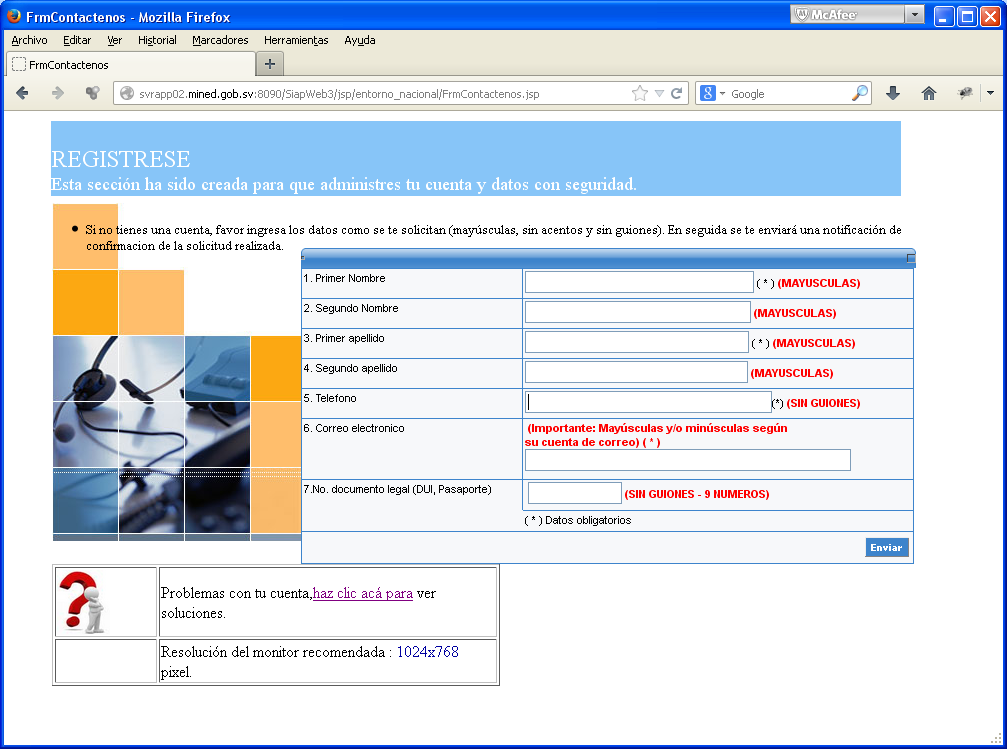 FrmContactenos - Mozilla Firefox
McAfee
Archivo Editar Ver Historial Marcadores Herramientas Ayuda
FrmContactenos
svrapp02.mined.gob.sv:8090/SiapWeb3/jsp/entorno_nacional/FrmContactenos.jsp
Google
REGISTRESE
Esta sección ha sido creada para que administres tu cuenta y datos con seguridad.
Si no tienes una cuenta, favor ingresa los datos como se te solicitan (mayúsculas, sin acentos y sin guiones). En seguida se te enviará una notificación de
confirmacion de la solicitud realizada.
1. Primer Nombre ( * ) (MAYUSCULAS)
2. Segundo Nombre (MAYUSCULAS)
3. Primer apellido ( * ) (MAYUSCULAS)
4. Segundo apellido (MAYUSCULAS)
5. Telefono (*) (SIN GUIONES)
6. Correo electronico (Importante: Mayúsculas y/o minúsculas según
su cuenta de correo) ( * )
7.No. documento legal (DUI, Pasaporte) (SIN GUIONES - 9 NUMEROS)
( * ) Datos obligatorios
Enviar
Problemas con tu cuenta,haz clic acá para ver
soluciones.
Resolución del monitor recomendada : 1024x768
pixel.